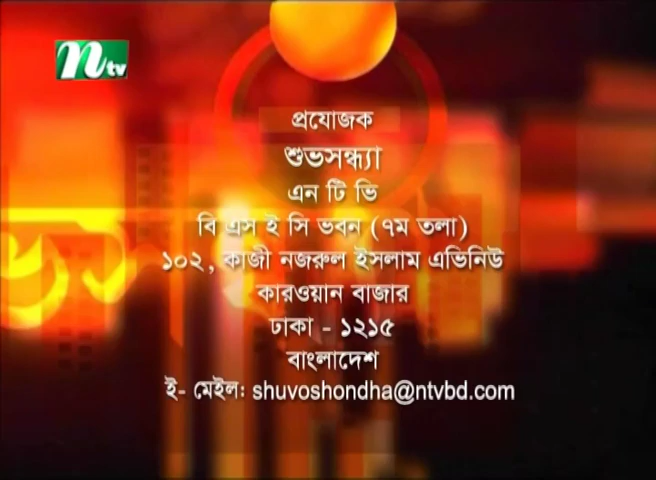 ntv
প্রযোজক
শুভসন্ধ্যা
এন টি ভি
বি এস ই সি ভবন (৭ম তলা)
১০২, কাজী নজরুল ইসলাম এভিনিউ
কারওয়ান বাজার
ঢাকা - ১২১৫
বাংলাদেশ
ই- মেইল: shuvoshondha@ntvbd.com